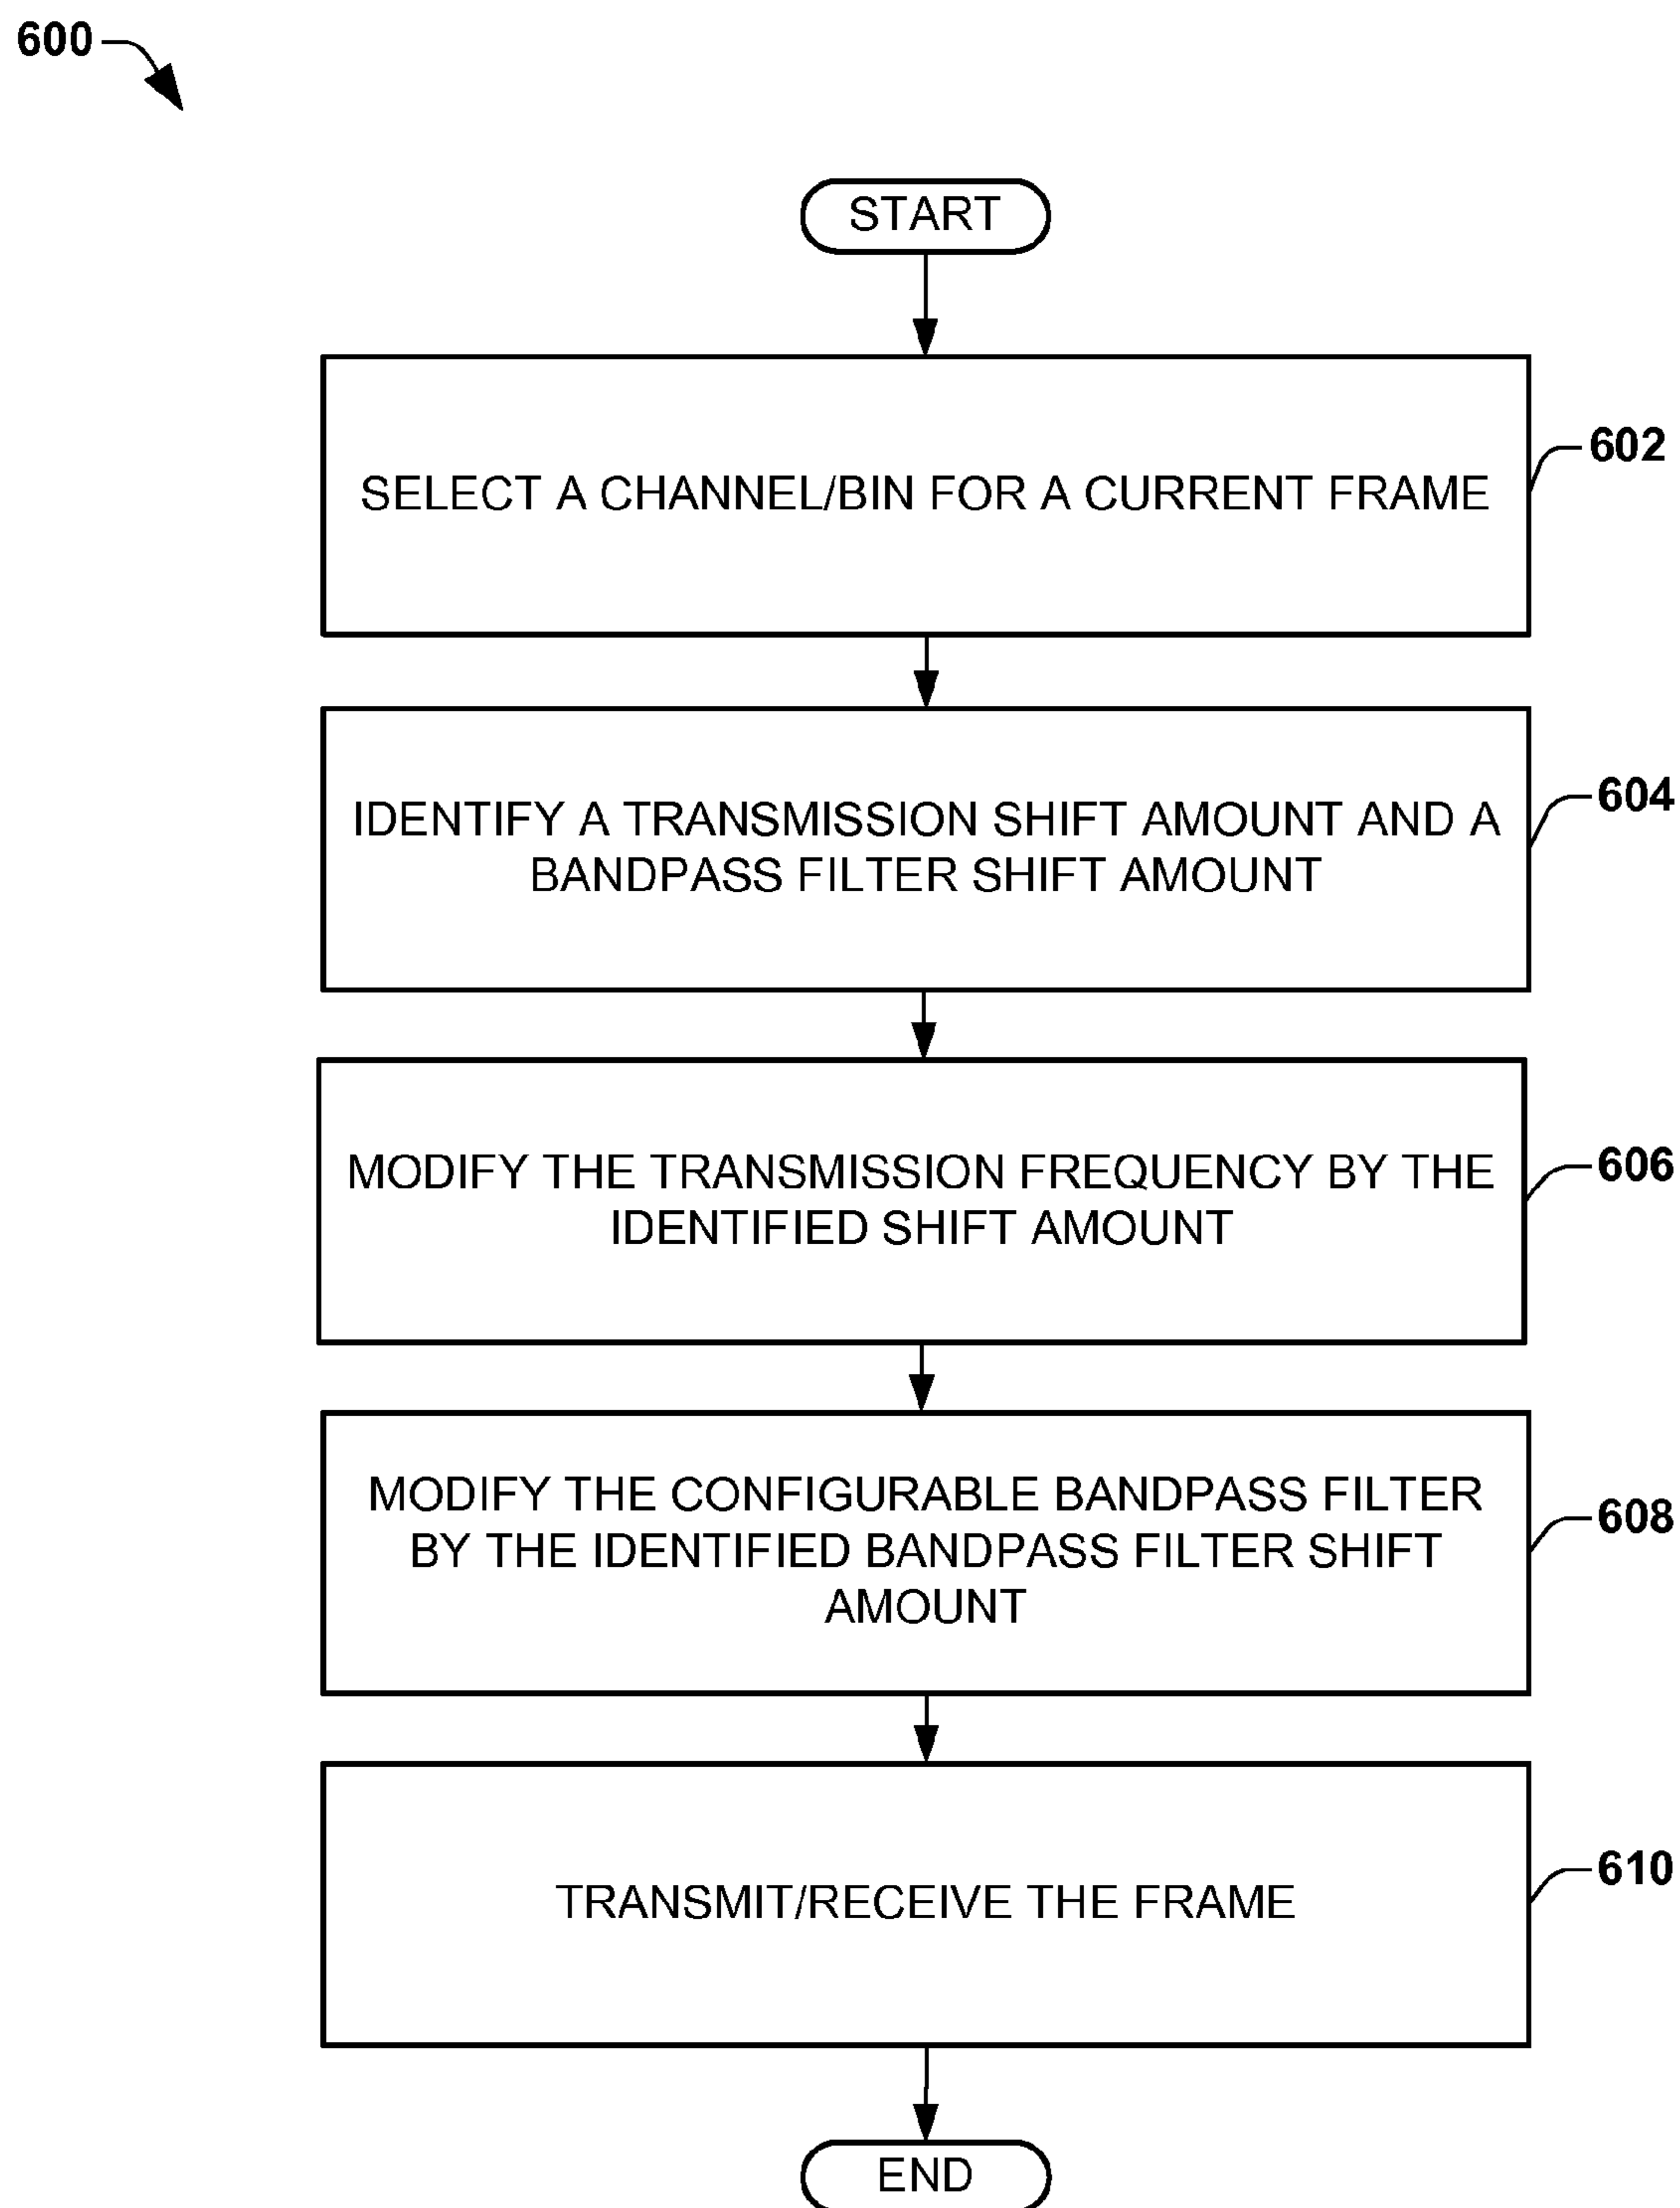 600
START
SELECT A CHANNEL/BIN FOR A CURRENT FRAME
602
IDENTIFY A TRANSMISSION SHIFT AMOUNT AND A
BANDPASS FILTER SHIFT AMOUNT
604
MODIFY THE TRANSMISSION FREQUENCY BY THE
IDENTIFIED SHIFT AMOUNT
606
MODIFY THE CONFIGURABLE BANDPASS FILTER
BY THE IDENTIFIED BANDPASS FILTER SHIFT
AMOUNT
608
TRANSMIT/RECEIVE THE FRAME
610
END